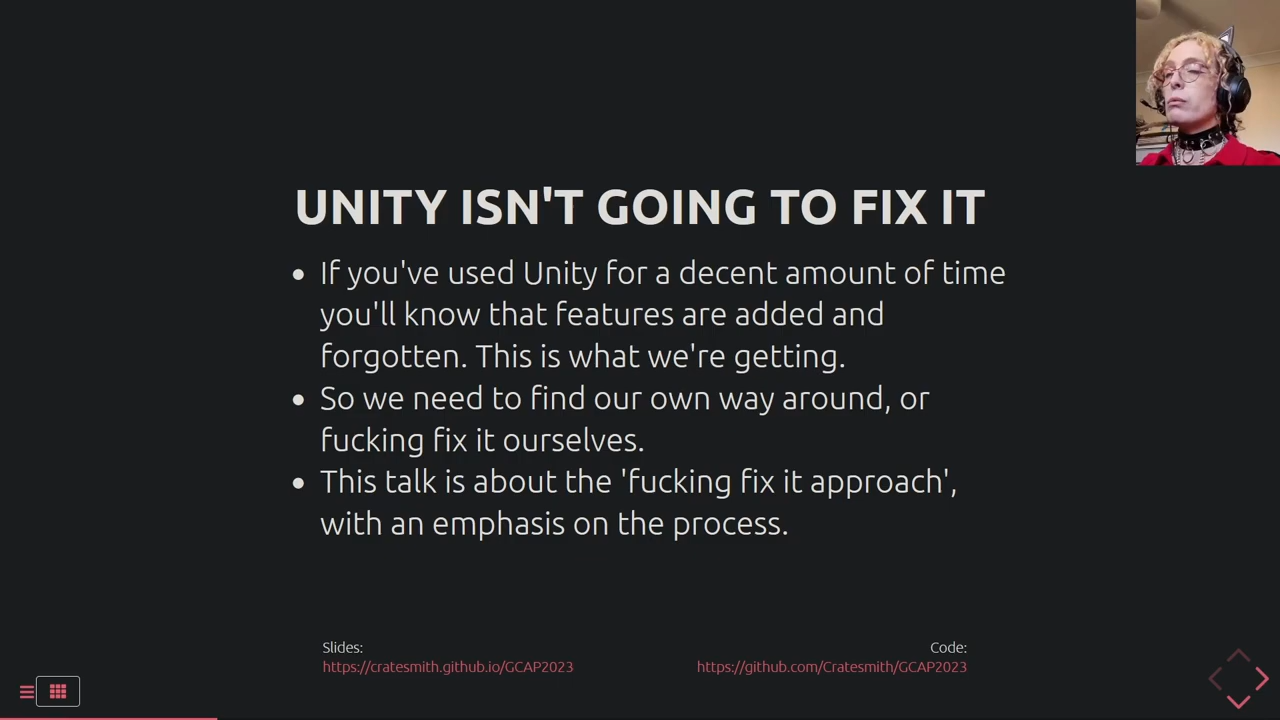 UNITY ISN'T GOING TO FIX IT
If you've used Unity for a decent amount of time
you'll know that features are added and
forgotten. This is what we're getting.
So we need to find our own way around, or
fucking fix it ourselves.
This talk is about the 'fucking fix it approach',
with an emphasis on the process.
Slides:
https://cratesmith.github.io/GCAP2023
Code:
https://github.com/Cratesmith/GCAP2023